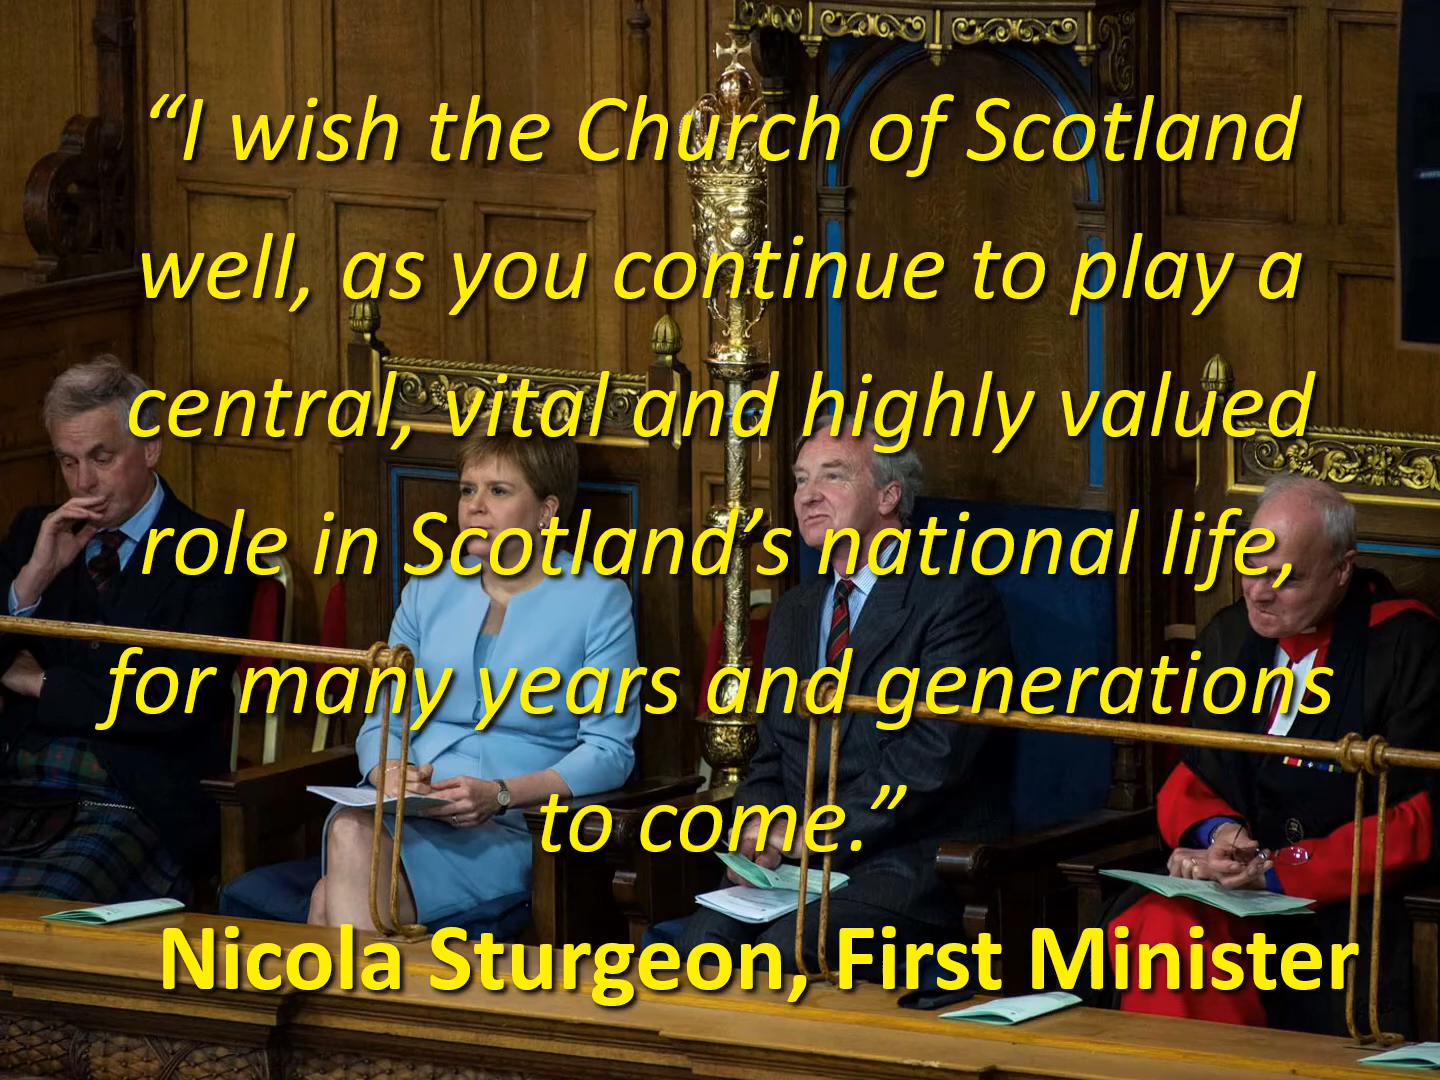 “I wish the Church of Scotland
well, as you continue to play a
central, vital and highly valued
role in Scotland’s national life,
for many years and generations
to come.”
Nicola Sturgeon, First Minister